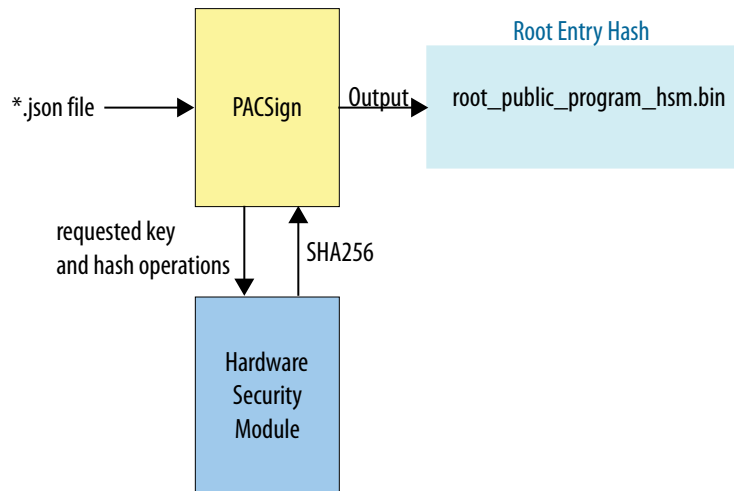 Root Entry Hash
*.json file
PACSign
Output
root_public_program_hsm.bin
requested key
and hash operations
SHA256
Hardware
Security
Module